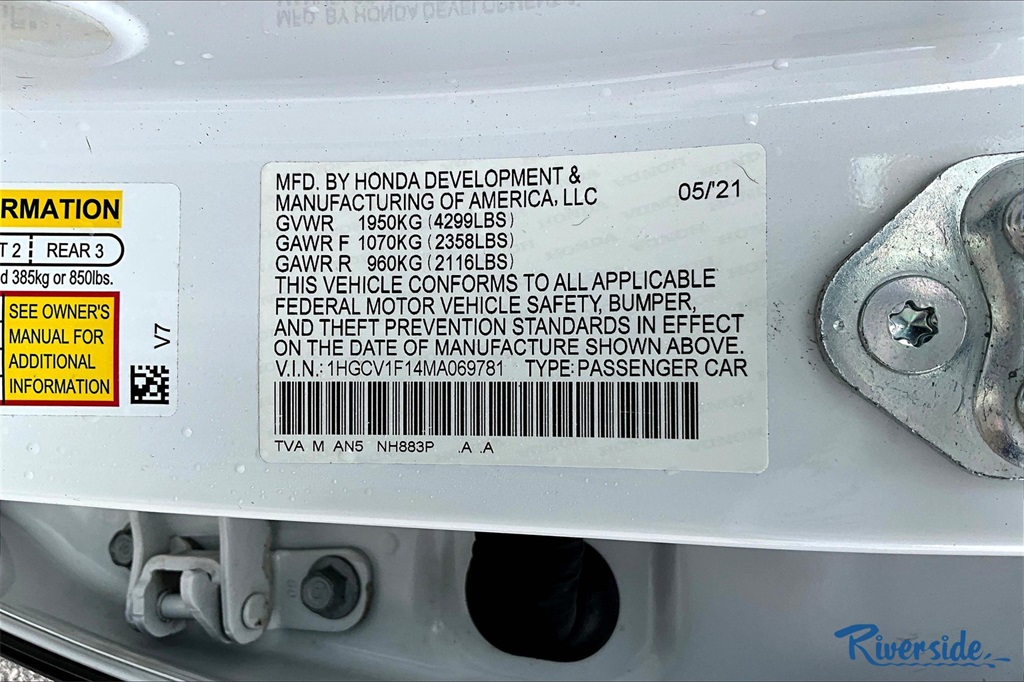 RMATION
T 2 | REAR 3
d 385kg or 850lbs.
SEE OWNER'S
MANUAL FOR
ADDITIONAL
INFORMATION
V7
MFD. BY HONDA DEVELOPMENT &
MANUFACTURING OF AMERICA, LLC 05/'21
GVWR 1950KG (4299LBS)
GAWR F 1070KG (2358LBS)
GAWR R 960KG (2116LBS)
THIS VEHICLE CONFORMS TO ALL APPLICABLE
FEDERAL MOTOR VEHICLE SAFETY, BUMPER,
AND THEFT PREVENTION STANDARDS IN EFFECT
ON THE DATE OF MANUFACTURE SHOWN ABOVE.
V.I.N.: 1HGCV1F14MA069781 TYPE: PASSENGER CAR
TVA M AN5 NH883P .A .A
Riverside